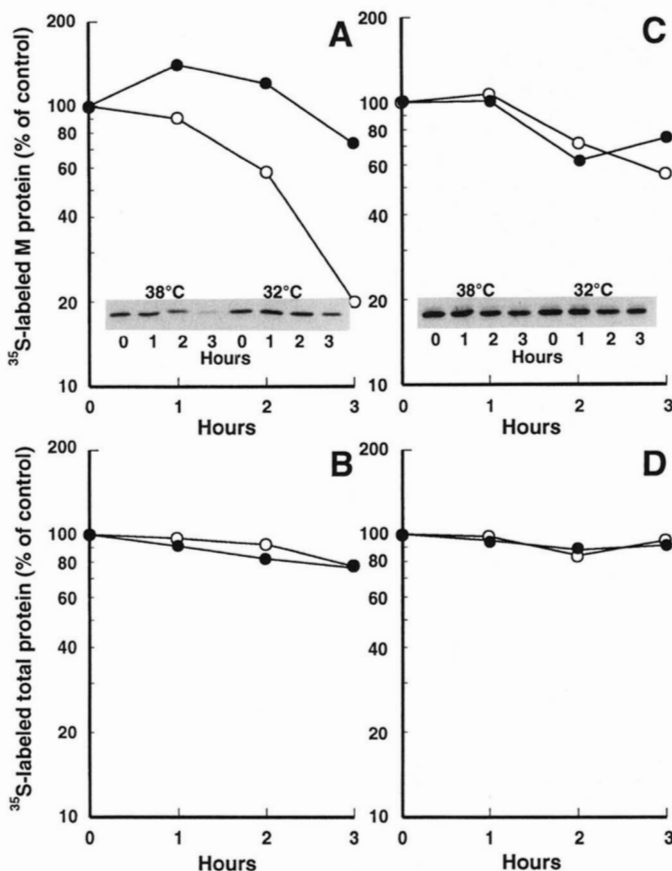 A
³⁵S-labeled M protein (% of control)
200
100
80
60
40
20
10
38°C 32°C
0 1 2 3 0 1 2 3
Hours
0 1 2 3
Hours
C
200
100
80
60
40
20
10
38°C 32°C
0 1 2 3 0 1 2 3
Hours
0 1 2 3
Hours
B
³⁵S-labeled total protein (% of control)
200
100
80
60
40
20
10
0 1 2 3
Hours
D
200
100
80
60
40
20
10
0 1 2 3
Hours